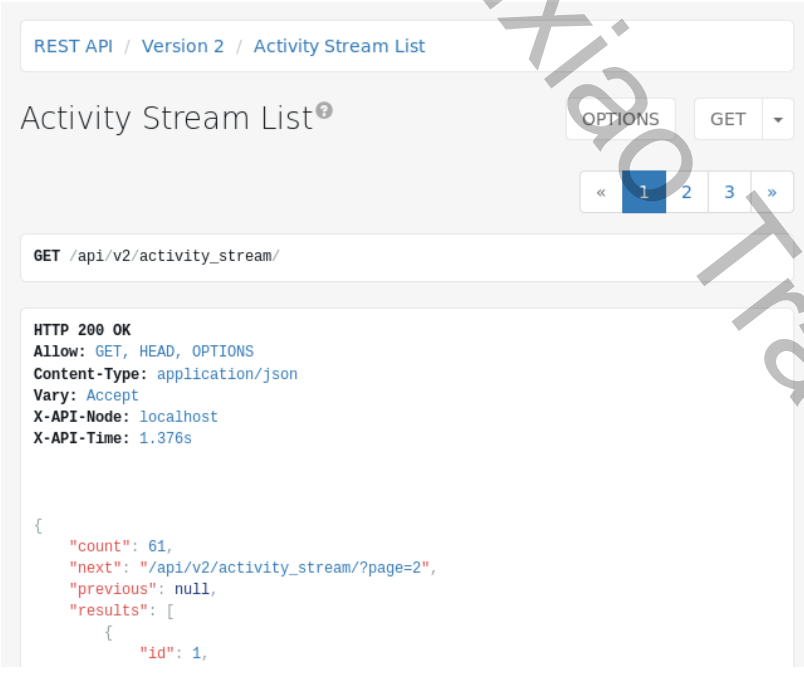 REST API / Version 2 / Activity Stream List
Activity Stream List?
OPTIONS GET
« 1 2 3 »
GET /api/v2/activity_stream/
HTTP 200 OK
Allow: GET, HEAD, OPTIONS
Content-Type: application/json
Vary: Accept
X-API-Node: localhost
X-API-Time: 1.376s
{
"count": 61,
"next": "/api/v2/activity_stream/?page=2",
"previous": null,
"results": [
{
"id": 1,
xiao Tra